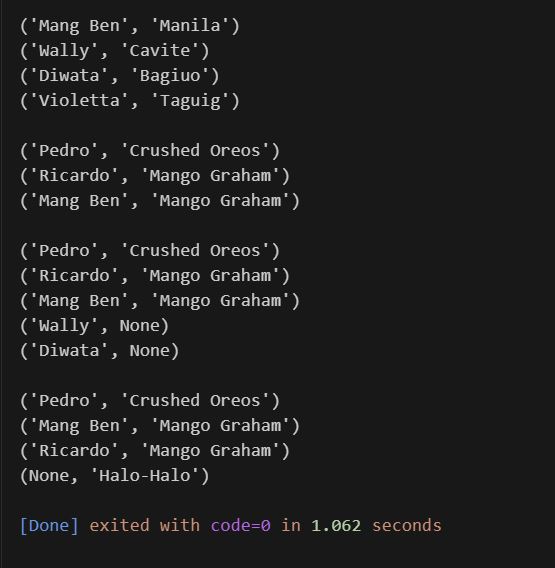 ('Mang Ben', 'Manila')
('Wally', 'Cavite')
('Diwata', 'Bagiuo')
('Violetta', 'Taguig')
('Pedro', 'Crushed Oreos')
('Ricardo', 'Mango Graham')
('Mang Ben', 'Mango Graham')
('Pedro', 'Crushed Oreos')
('Ricardo', 'Mango Graham')
('Mang Ben', 'Mango Graham')
('Wally', None)
('Diwata', None)
('Pedro', 'Crushed Oreos')
('Mang Ben', 'Mango Graham')
('Ricardo', 'Mango Graham')
(None, 'Halo-Halo')
[Done] exited with code=0 in 1.062 seconds